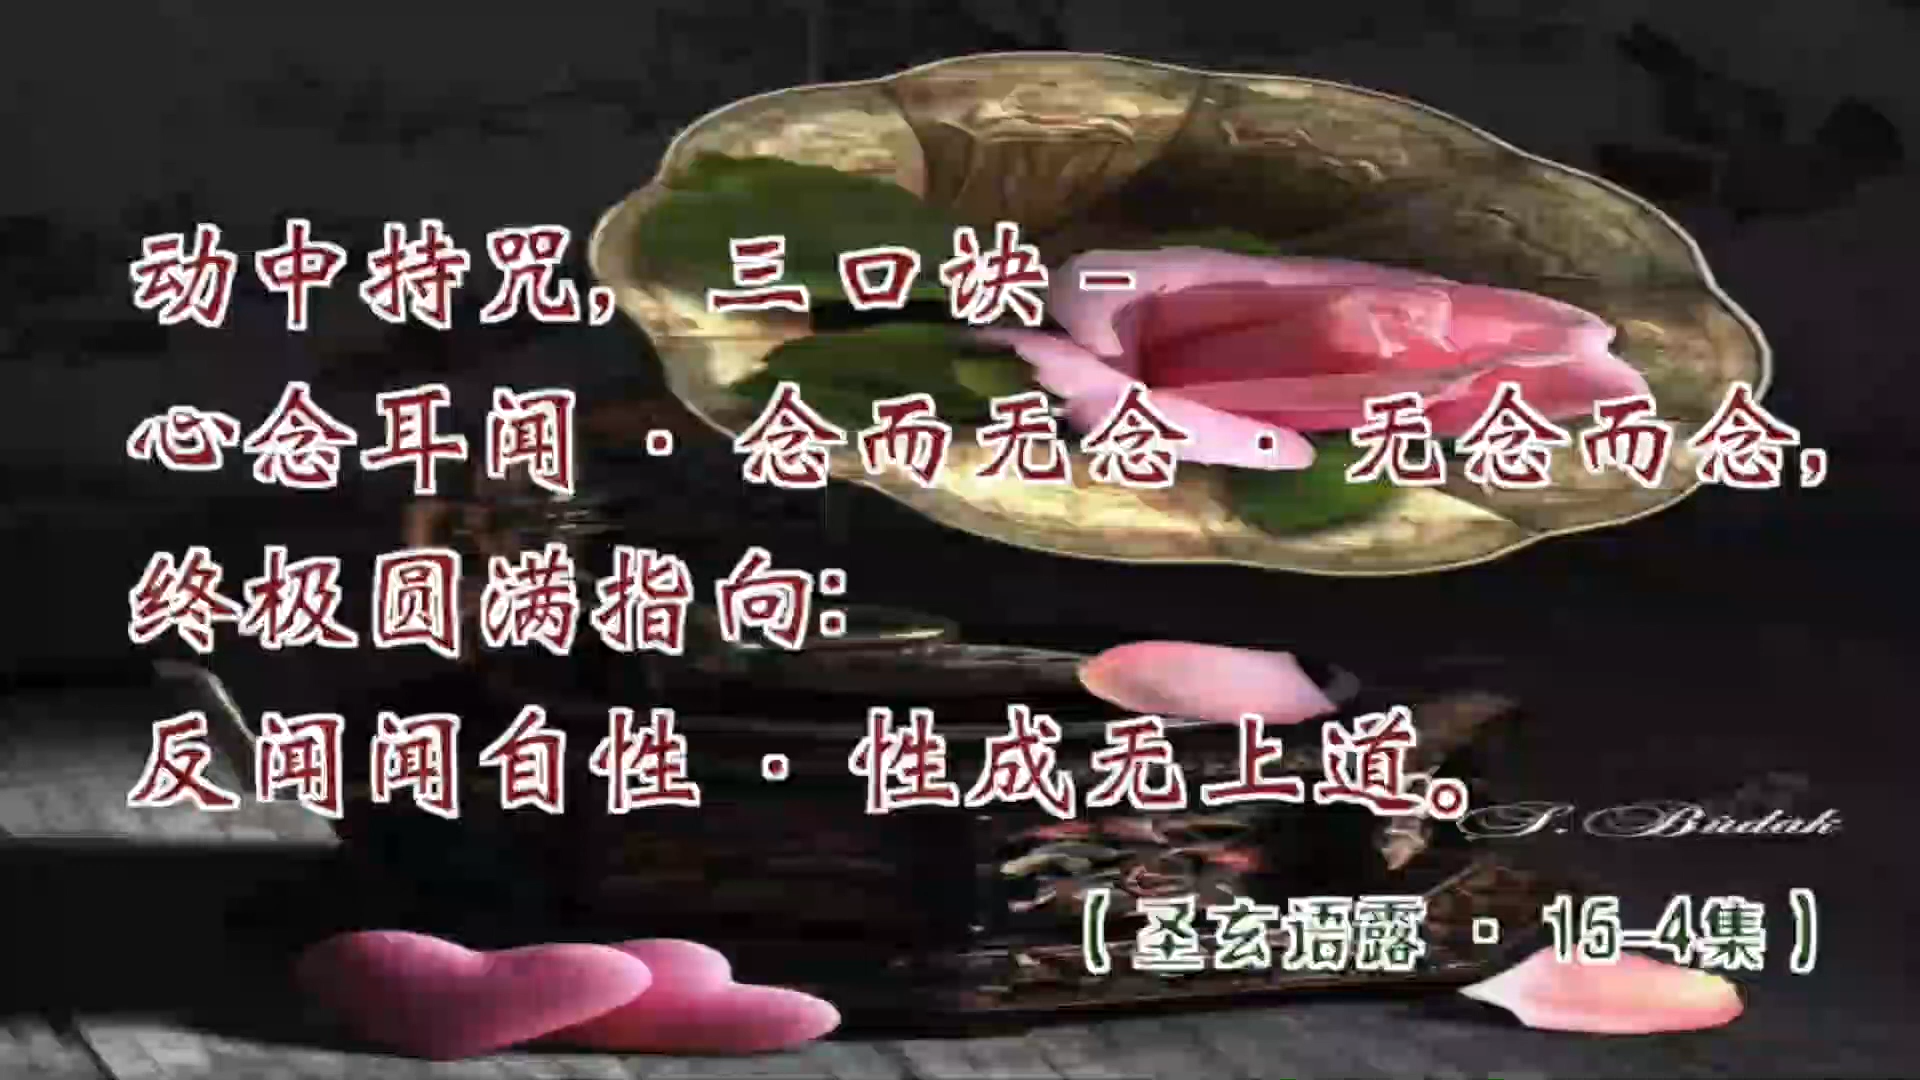 动中持咒，三口诀-
心念耳闻·念而无念·无念而念，
终极圆满指向:
反闻闻自性·性成无上道。
S. Budak
【圣玄语露·15-4集】